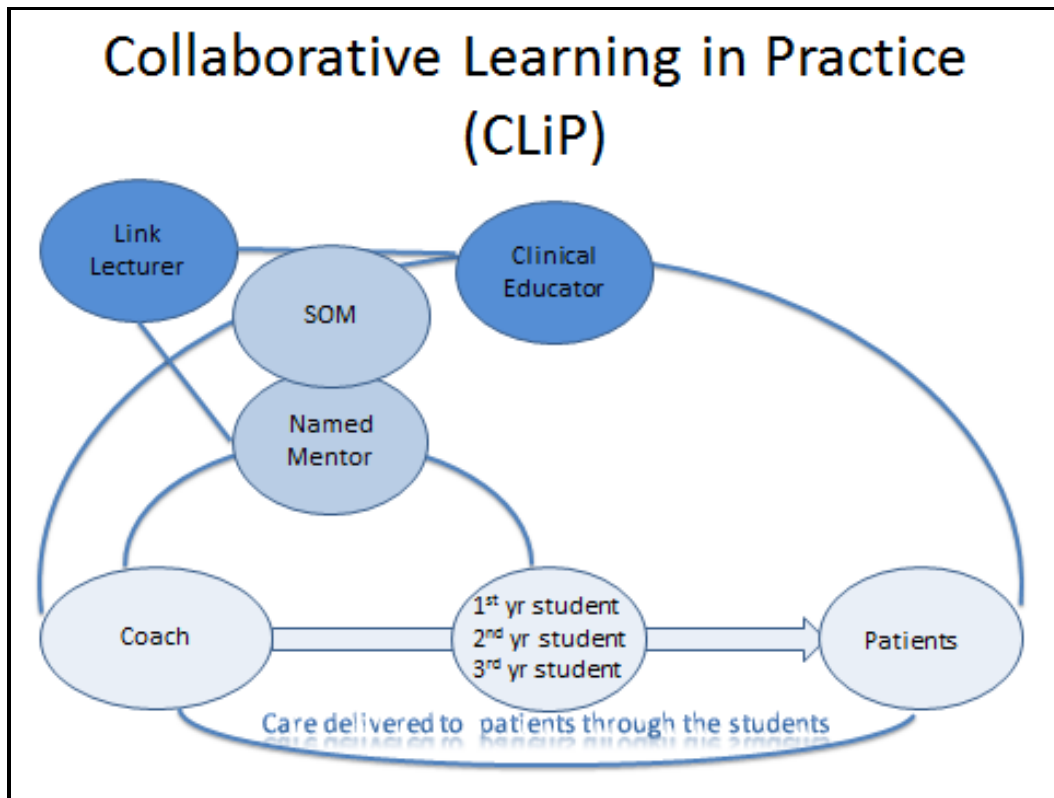 Collaborative Learning in Practice
(CLiP)
Link
Lecturer
Clinical
Educator
SOM
Named
Mentor
Coach
1st yr student
2nd yr student
3rd yr student
Patients
Care delivered to patients through the students